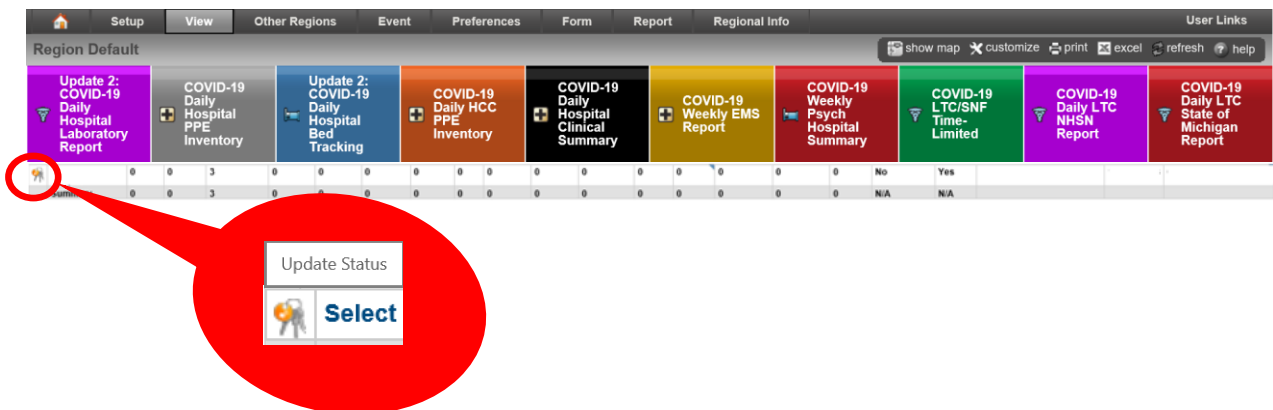 Setup View Other Regions Event Preferences Form Report Regional Info User Links
Region Default
show map customize print excel refresh help
Update 2:
COVID-19
Daily
Hospital
Laboratory
Report
COVID-19
Daily
Hospital
PPE
Inventory
Update 2:
COVID-19
Daily
Hospital
Bed
Tracking
COVID-19
Daily HCC
PPE
Inventory
COVID-19
Daily
Hospital
Clinical
Summary
COVID-19
Weekly EMS
Report
COVID-19
Weekly
Psych
Hospital
Summary
COVID-19
LTC/SNF
Time-
Limited
COVID-19
Daily LTC
NHSN
Report
COVID-19
Daily LTC
State of
Michigan
Report
0 0 3 0 0 0 0 0 0 0 0 0 0 0 0 0 No Yes
Summary 0 0 3 0 0 0 0 0 0 0 0 0 0 0 0 0 N/A N/A
Update Status
Select